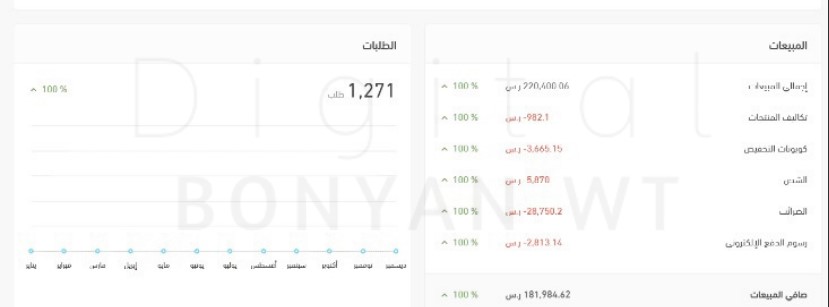 المبيعات
إجمالي المبيعات 220,400.06 ر.س 100 %
تكاليف المنتجات -982.1 ر.س 100 %
كوبونات التخفيض -3,665.15 ر.س 100 %
الشحن 5,870 ر.س 100 %
الضرائب -28,750.2 ر.س 100 %
رسوم الدفع الإلكتروني -2,813.14 ر.س 100 %
صافي المبيعات 181,984.62 ر.س 100 %
الطلبات
1,271 طلب 100 %
يناير فبراير مارس إبريل مايو يونيو يوليو أغسطس سبتمبر أكتوبر نوفمبر ديسمبر
Digital
BONYAN WT